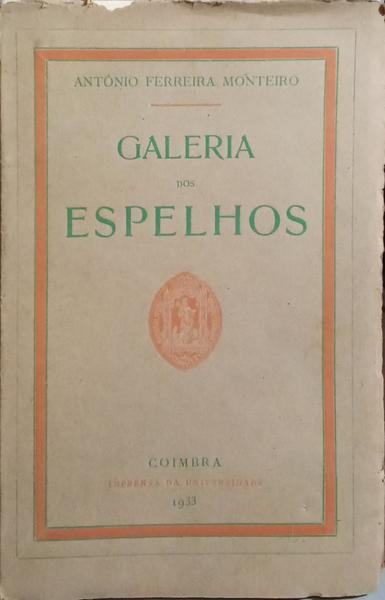 ANTÓNIO FERREIRA MONTEIRO
GALERIA
DOS
ESPELHOS
COIMBRA
IMPRENSA DA UNIVERSIDADE
1933